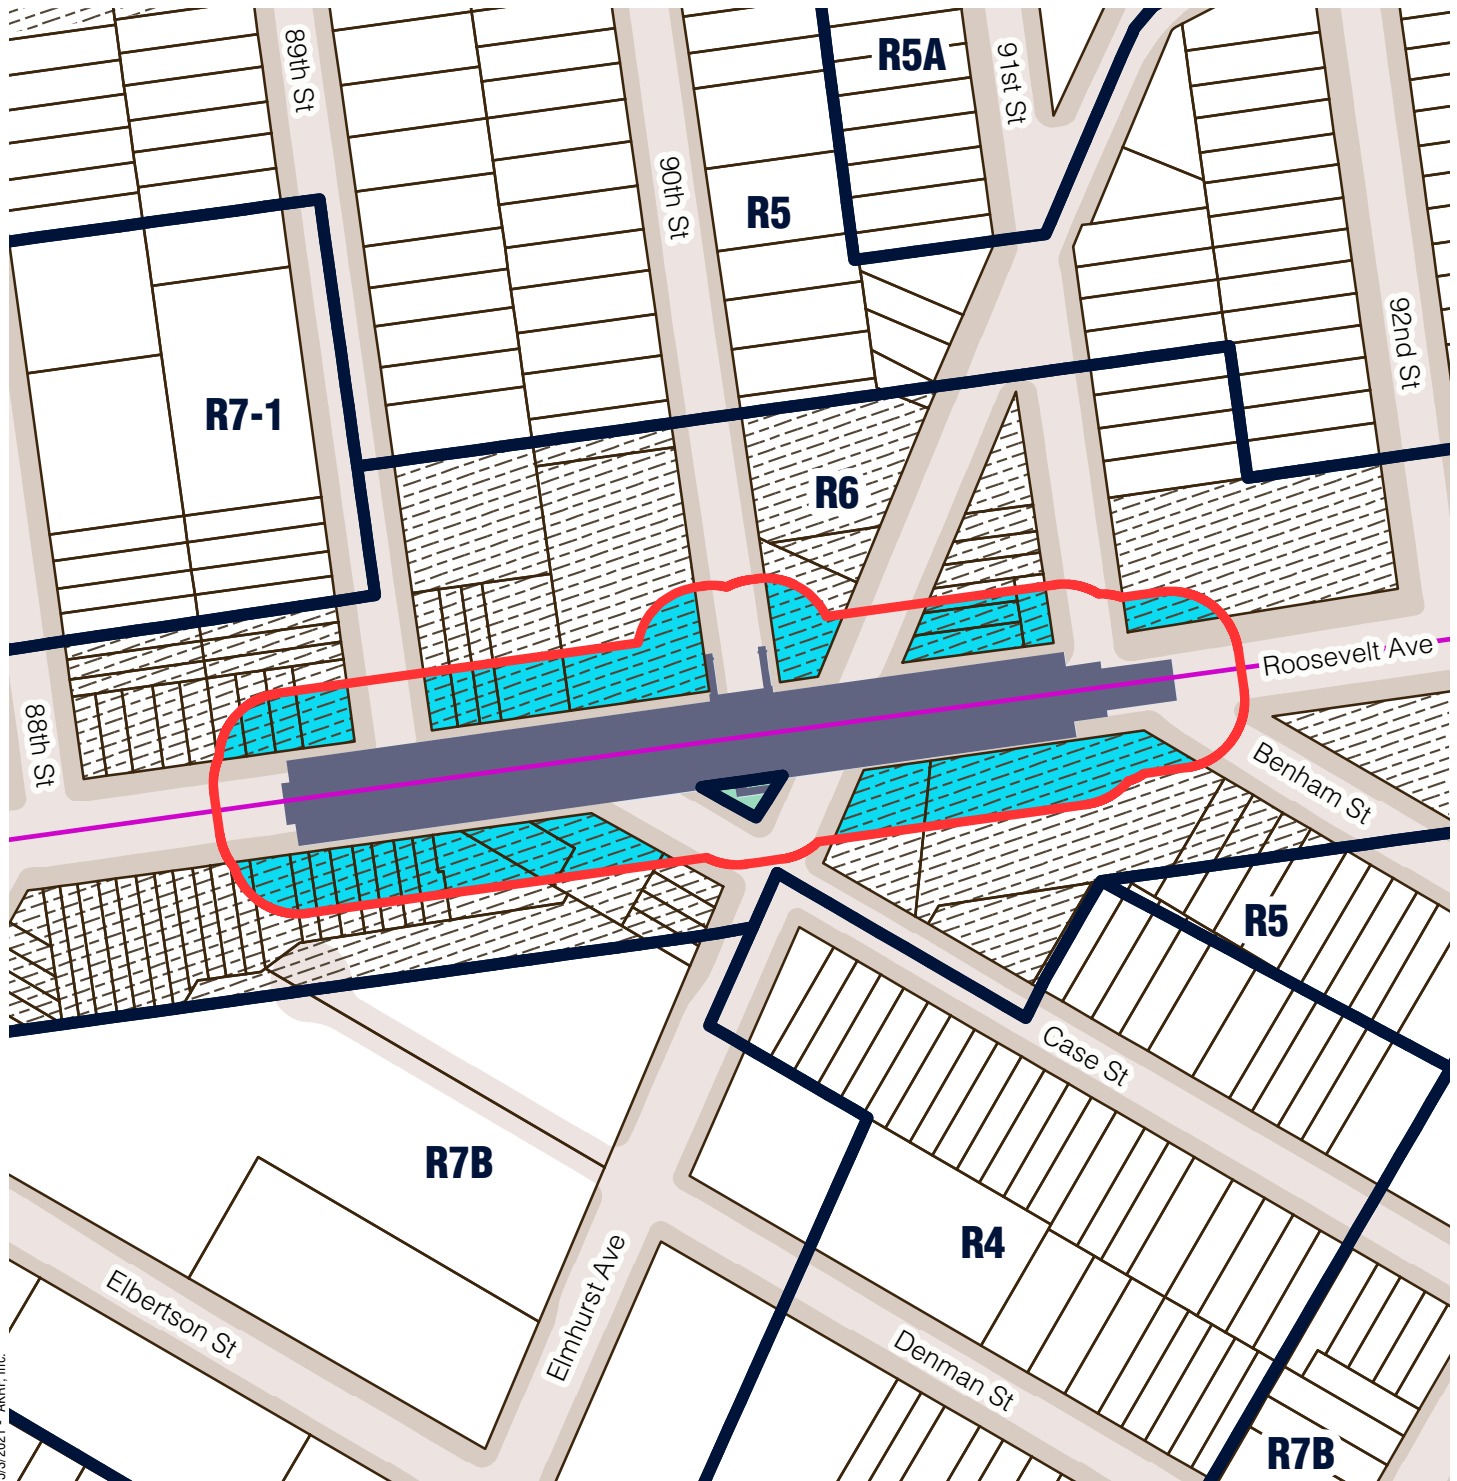 89th St
R5A
91st St
90th St
R5
92nd St
R7-1
R6
Roosevelt Ave
88th St
Benham St
R5
Case St
R7B
R4
Elmhurst Ave
Elbertson St
Denman St
R7B